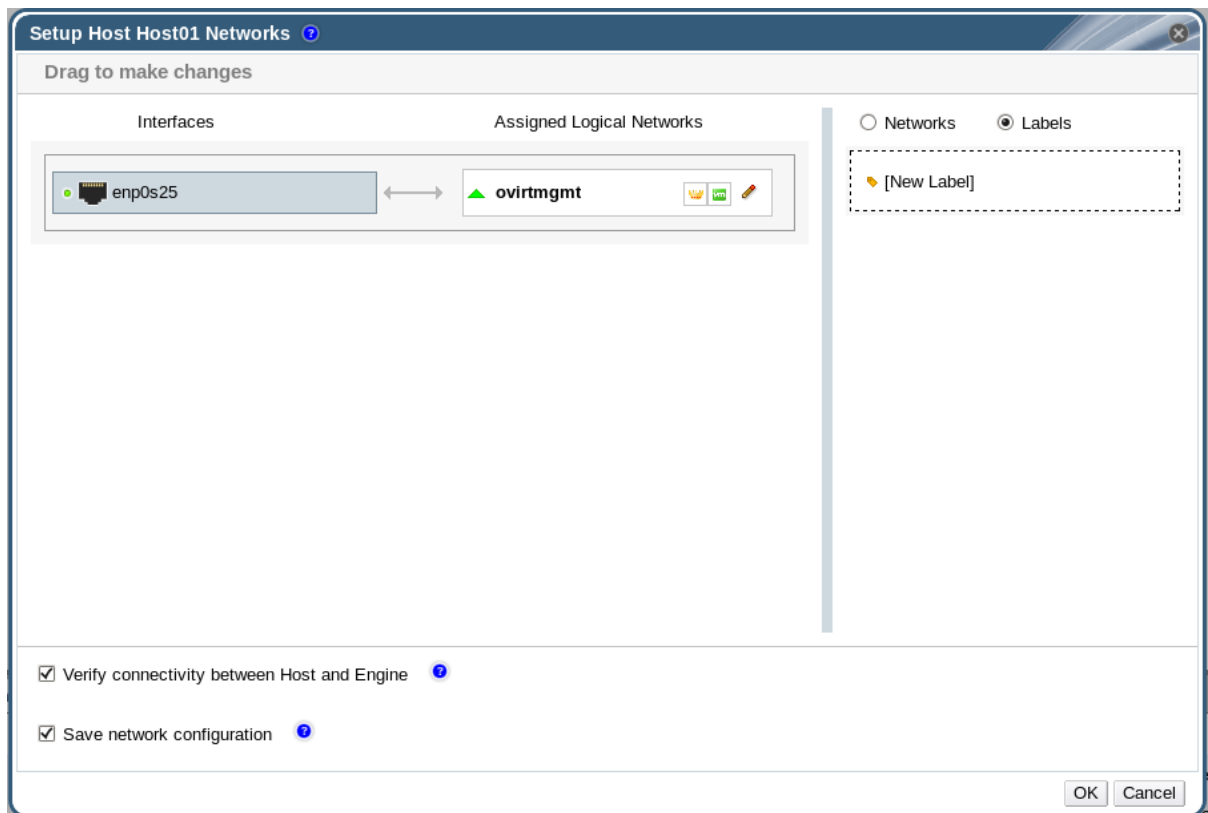 Setup Host Host01 Networks
Drag to make changes
Interfaces
Assigned Logical Networks
Networks
Labels
enp0s25
ovirtmgmt
vm
[New Label]
Verify connectivity between Host and Engine
Save network configuration
OK
Cancel